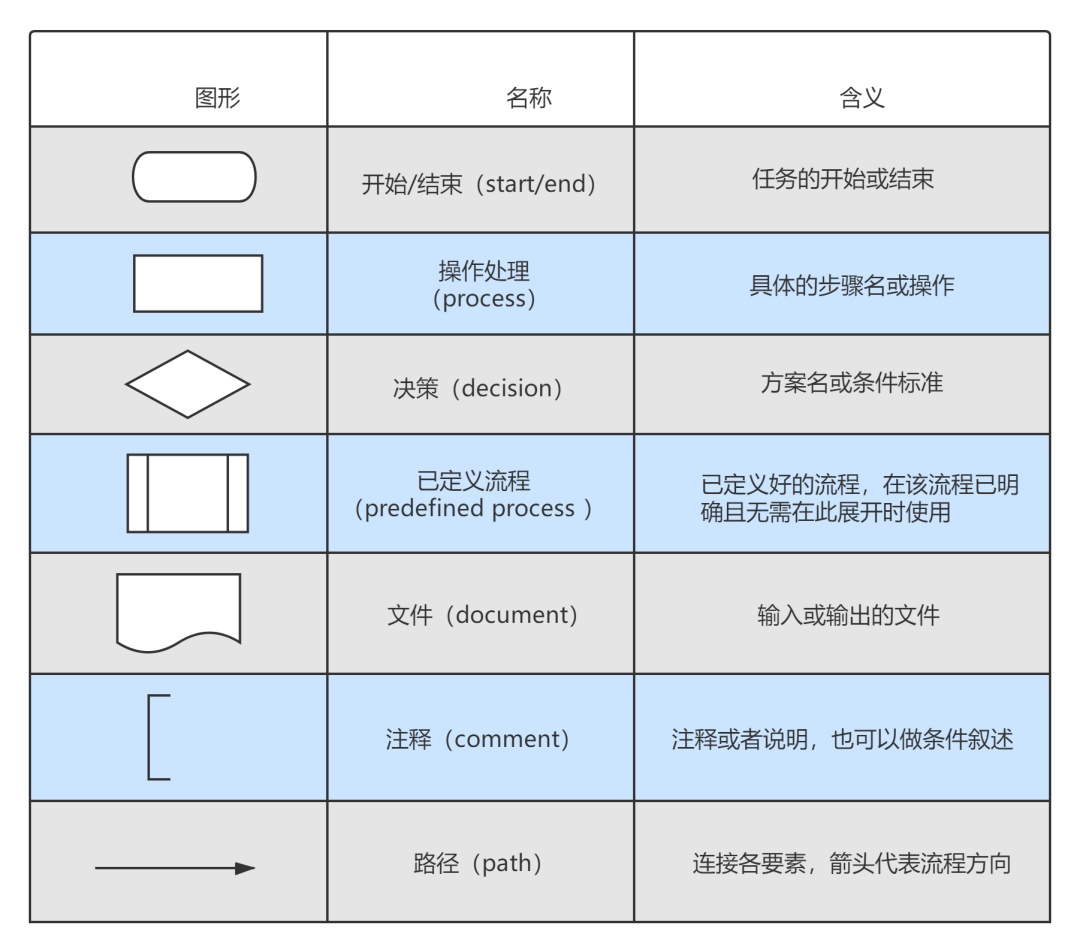 图形
名称
含义
开始/结束（start/end）
任务的开始或结束
操作处理
（process）
具体的步骤名或操作
决策（decision）
方案名或条件标准
已定义流程
（predefined process ）
已定义好的流程，在该流程已明
确且无需在此展开时使用
文件（document）
输入或输出的文件
注释（comment）
注释或者说明，也可以做条件叙述
路径（path）
连接各要素，箭头代表流程方向